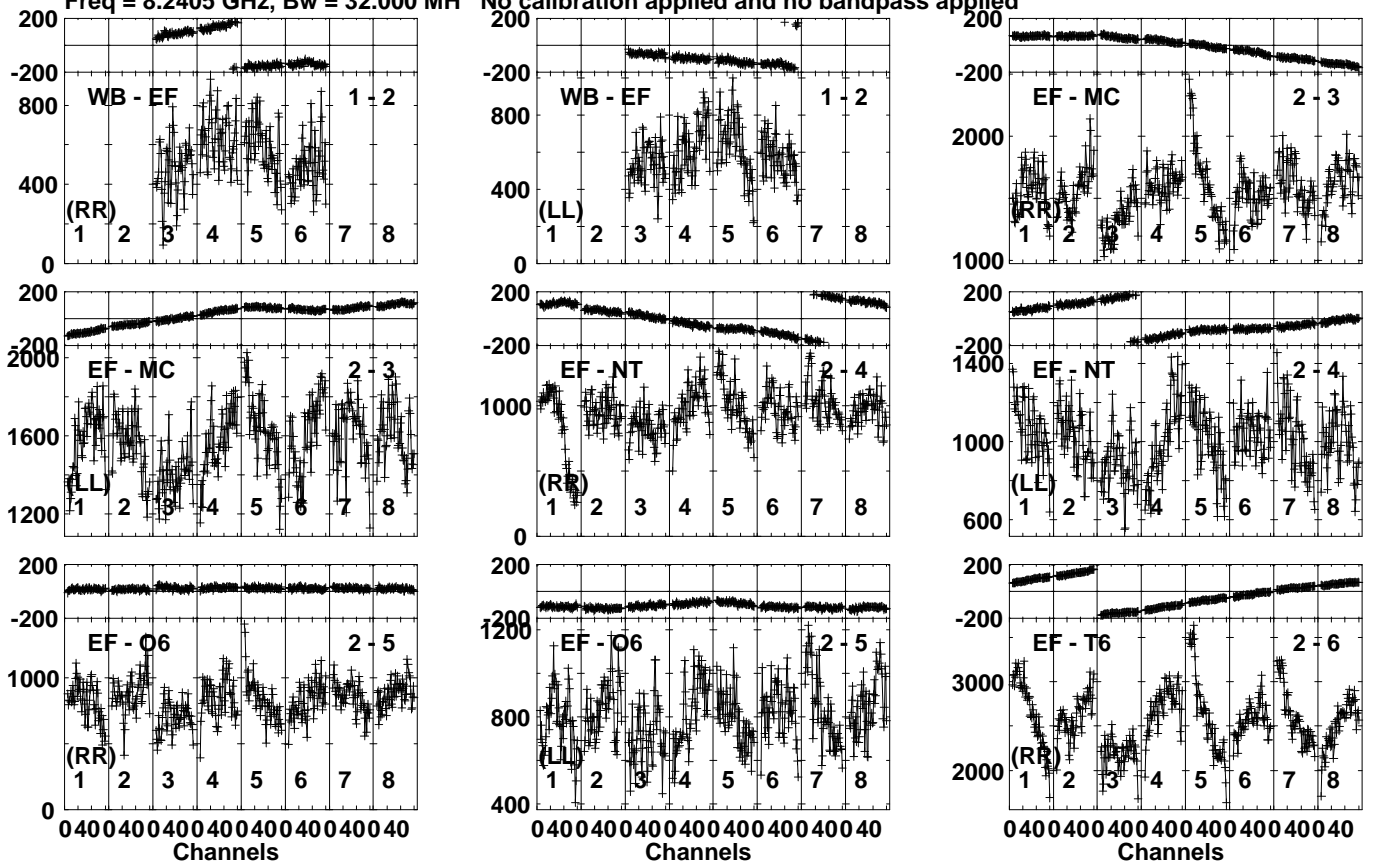 Freq = 8.2405 GHz, Bw = 32.000 MH No calibration applied and no bandpass applied
200 200 200
-200 -200 -200
WB - EF 1 - 2 WB - EF 1 - 2 EF - MC 2 - 3
800 800 2000
400 400
(RR) (LL) (RR)
1 2 3 4 5 6 7 8 1 2 3 4 5 6 7 8 1 2 3 4 5 6 7 8
0 0 1000
200 200 200
-200 -200 -200
2000 1400
EF - MC 2 - 3 EF - NT 2 - 4 EF - NT 2 - 4
1600 1000 1000
(LL) (RR) (LL)
1 2 3 4 5 6 7 8 1 2 3 4 5 6 7 8 1 2 3 4 5 6 7 8
1200 0 600
200 200 200
-200 -200 -200
1200
EF - O6 2 - 5 EF - O6 2 - 5 EF - T6 2 - 6
1000 800 3000
(RR) (LL) (RR)
2000
1 2 3 4 5 6 7 8 1 2 3 4 5 6 7 8 1 2 3 4 5 6 7 8
0 400
0 40 0 40 0 40 0 40 0 40 0 40 0 40 0 40 0 40 0 40 0 40 0 40 0 40 0 40 0 40 0 40 0 40 0 40 0 40 0 40 0 40 0 40 0 40 0 40
Channels Channels Channels